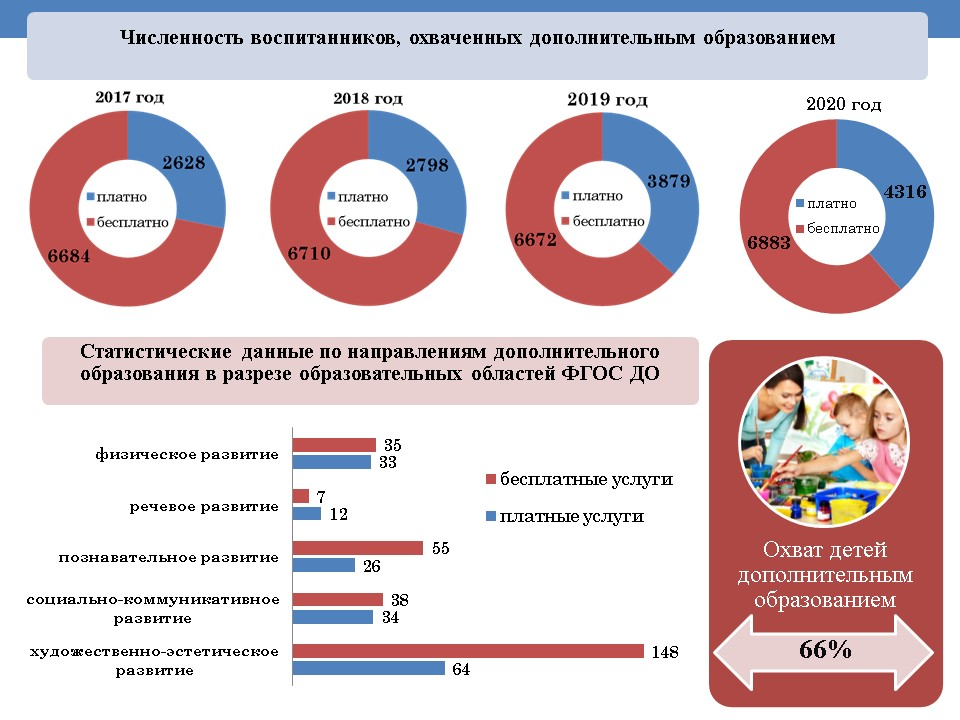 Численность воспитанников, охваченных дополнительным образованием
2017 год
2628
платно
бесплатно
6684
2018 год
2798
платно
бесплатно
6710
2019 год
3879
платно
бесплатно
6672
2020 год
4316
платно
бесплатно
6883
Статистические данные по направлениям дополнительного
образования в разрезе образовательных областей ФГОС ДО
физическое развитие
35
33
речевое развитие
7
12
познавательное развитие
55
26
социально-коммуникативное
развитие
38
34
художественно-эстетическое
развитие
148
64
бесплатные услуги
платные услуги
Охват детей
дополнительным
образованием
66%